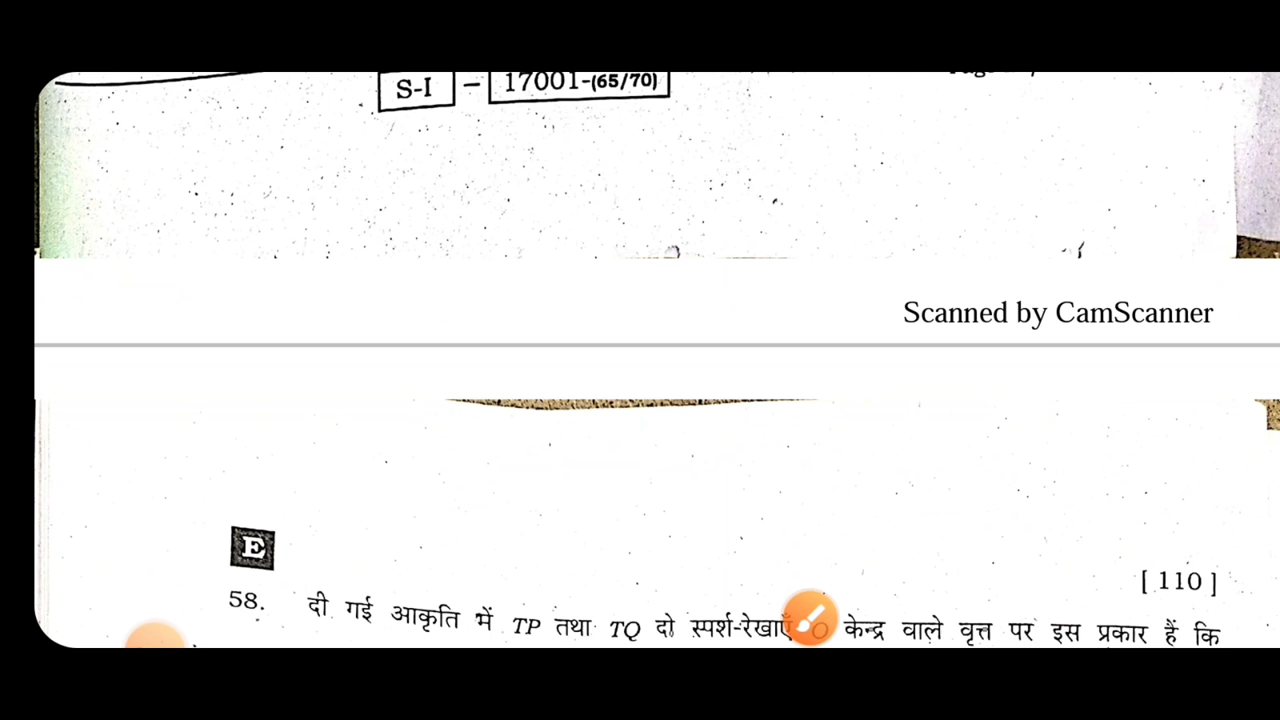 S-I – 17001-(65/70)
Scanned by CamScanner
E
[ 110 ]
58. दी गई आकृति में TP तथा TQ दो स्पर्श-रेखाएँ O केन्द्र वाले वृत्त पर इस प्रकार हैं कि